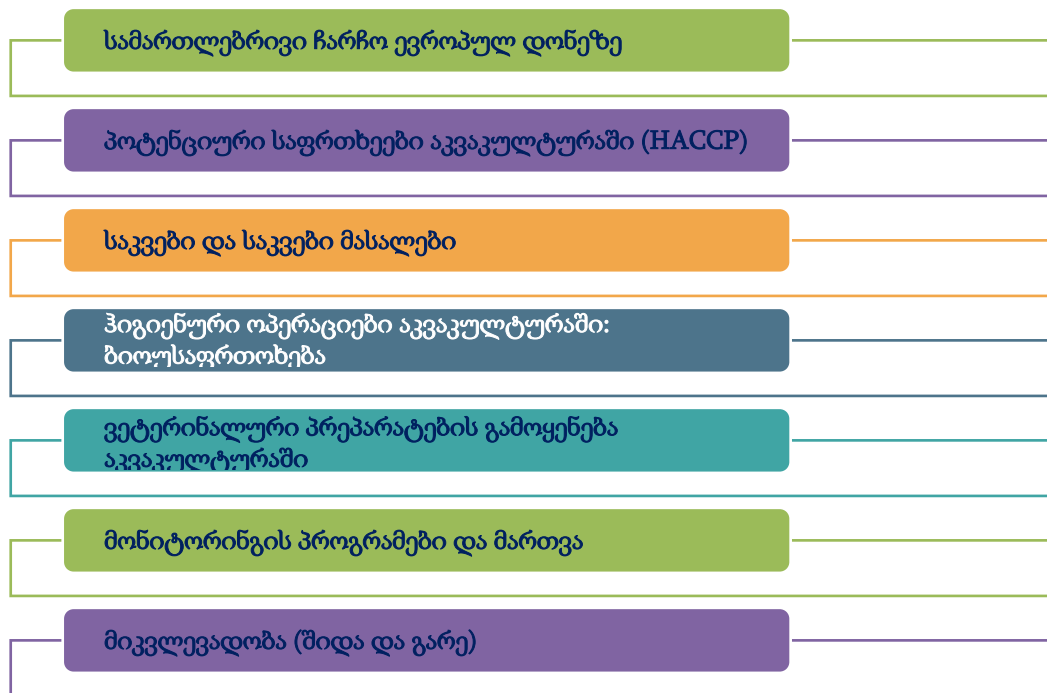 სამართლებრივი ჩარჩო ევროპულ დონეზე
პოტენციური საფრთხეები აკვაკულტურაში (HACCP)
საკვები და საკვები მასალები
ჰიგიენური ოპერაციები აკვაკულტურაში:
ბიოუსაფრთოხება
ვეტერინალური პრეპარატების გამოყენება
აკვაკულტურაში
მონიტორინგის პროგრამები და მართვა
მიკვლევადობა (შიდა და გარე)